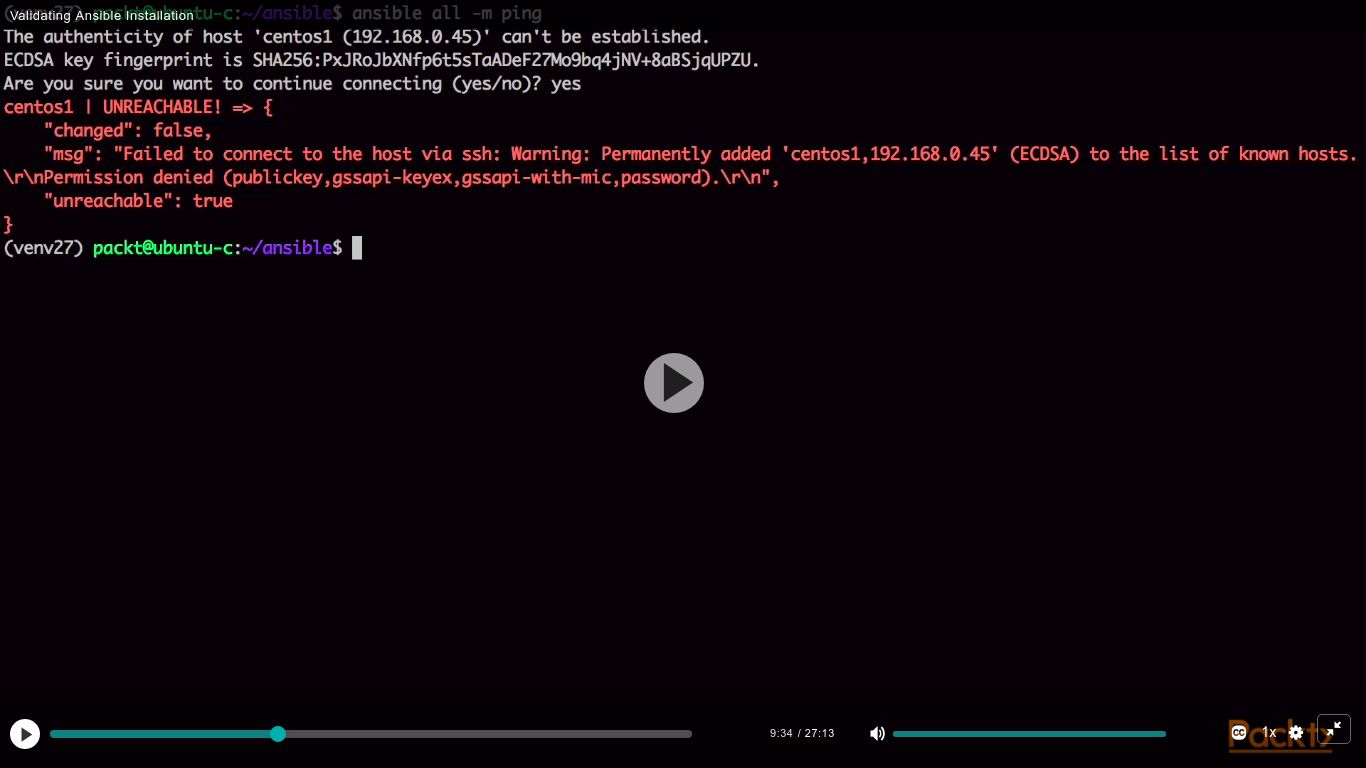 Validating Ansible Installation
(venv27) packt@ubuntu-c:~/ansible$ ansible all -m ping
The authenticity of host 'centos1 (192.168.0.45)' can't be established.
ECDSA key fingerprint is SHA256:PxJRoJbXNfp6t5sTaADeF27Mo9bq4jNV+8aBSjqUPZU.
Are you sure you want to continue connecting (yes/no)? yes
centos1 | UNREACHABLE! => {
    "changed": false,
    "msg": "Failed to connect to the host via ssh: Warning: Permanently added 'centos1,192.168.0.45' (ECDSA) to the list of known hosts.
\r\nPermission denied (publickey,gssapi-keyex,gssapi-with-mic,password).\r\n",
    "unreachable": true
}
(venv27) packt@ubuntu-c:~/ansible$
9:34 / 27:13
Packt
CC
1x